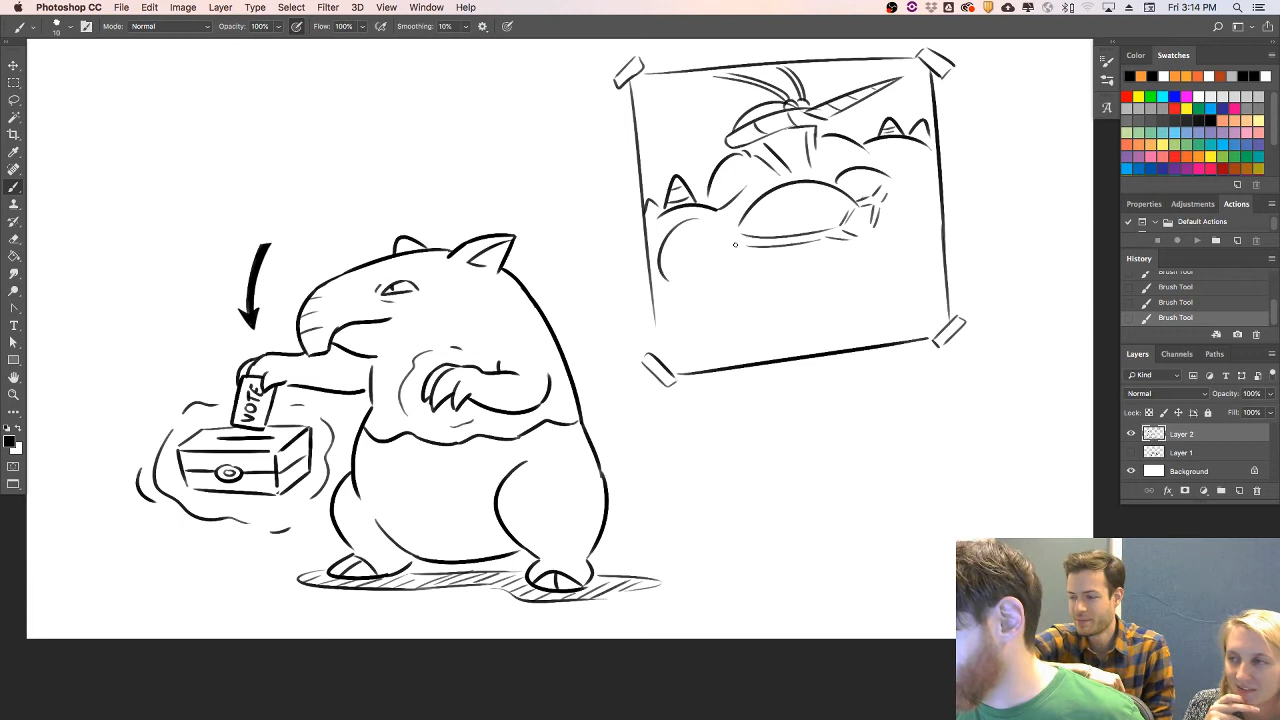 Photoshop CC File Edit Image Layer Type Select Filter 3D View Window Help
Fri 3:14 PM
10 Mode: Normal Opacity: 100% Flow: 100% Smoothing: 10%
Color Swatches
A
VOTE
Properties Adjustments Actions
Default Actions
History
Brush Tool
Brush Tool
Brush Tool
Brush Tool
Layers Channels Paths
Kind
Normal Opacity: 100%
Lock: Fill: 100%
Layer 2
Layer 1
Background